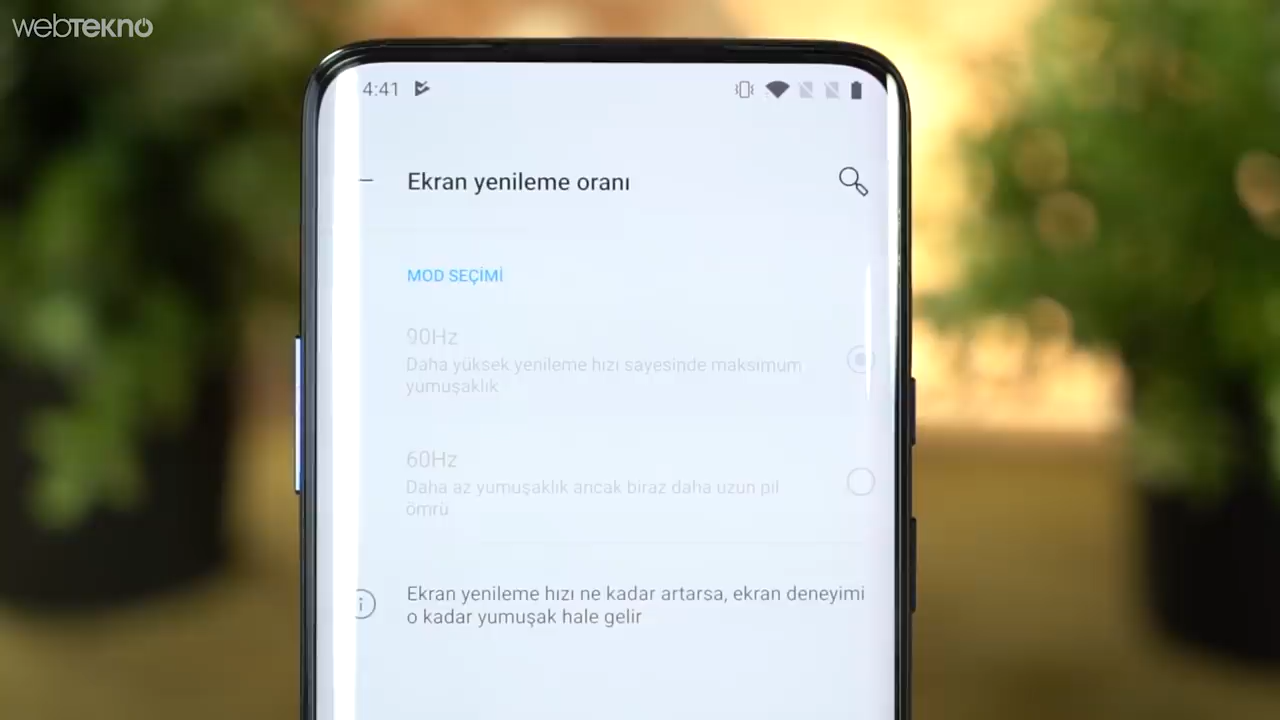 webTEKNO
4:41
Ekran yenileme oranı
MOD SEÇİMİ
90Hz
Daha yüksek yenileme hızı sayesinde maksimum
yumuşaklık
60Hz
Daha az yumuşaklık ancak biraz daha uzun pil
ömrü
Ekran yenileme hızı ne kadar artarsa, ekran deneyimi
o kadar yumuşak hale gelir